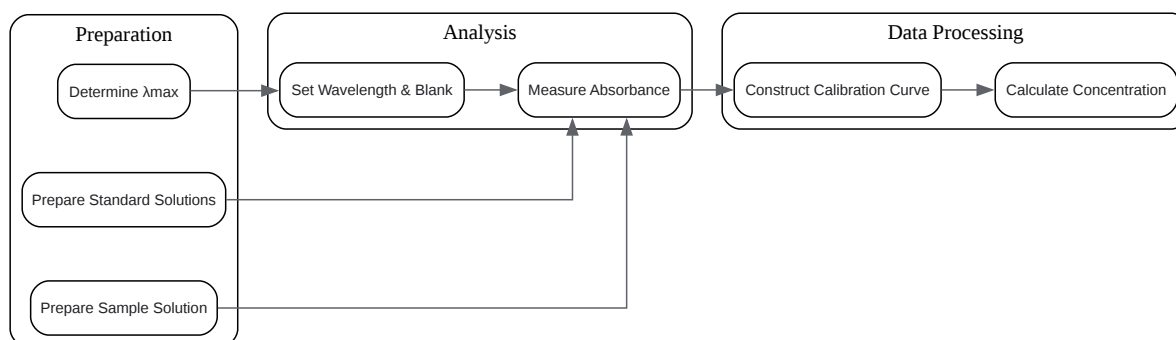 Preparation
Determine λmax
Prepare Standard Solutions
Prepare Sample Solution
Analysis
Set Wavelength & Blank
Measure Absorbance
Data Processing
Construct Calibration Curve
Calculate Concentration